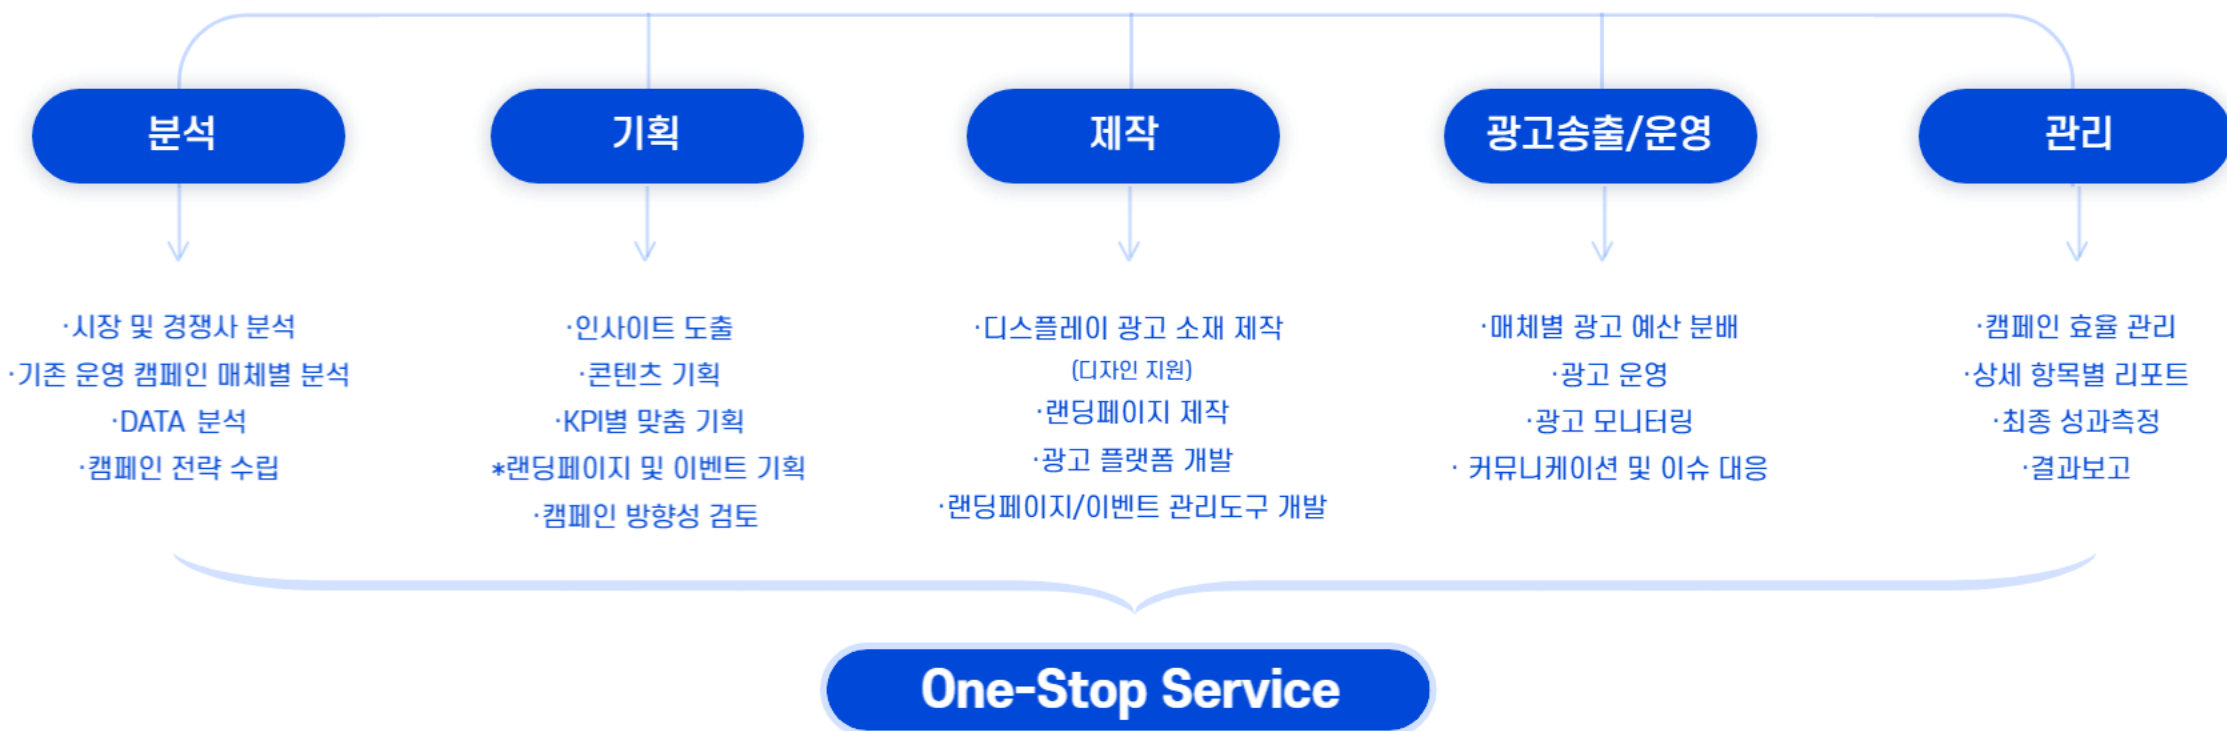 분석
·시장 및 경쟁사 분석
·기존 운영 캠페인 매체별 분석
·DATA 분석
·캠페인 전략 수립
기획
·인사이트 도출
·콘텐츠 기획
·KPI별 맞춤 기획
*랜딩페이지 및 이벤트 기획
·캠페인 방향성 검토
제작
·디스플레이 광고 소재 제작
(디자인 지원)
·랜딩페이지 제작
·광고 플랫폼 개발
·랜딩페이지/이벤트 관리도구 개발
광고송출/운영
·매체별 광고 예산 분배
·광고 운영
·광고 모니터링
· 커뮤니케이션 및 이슈 대응
관리
·캠페인 효율 관리
·상세 항목별 리포트
·최종 성과측정
·결과보고
One-Stop Service